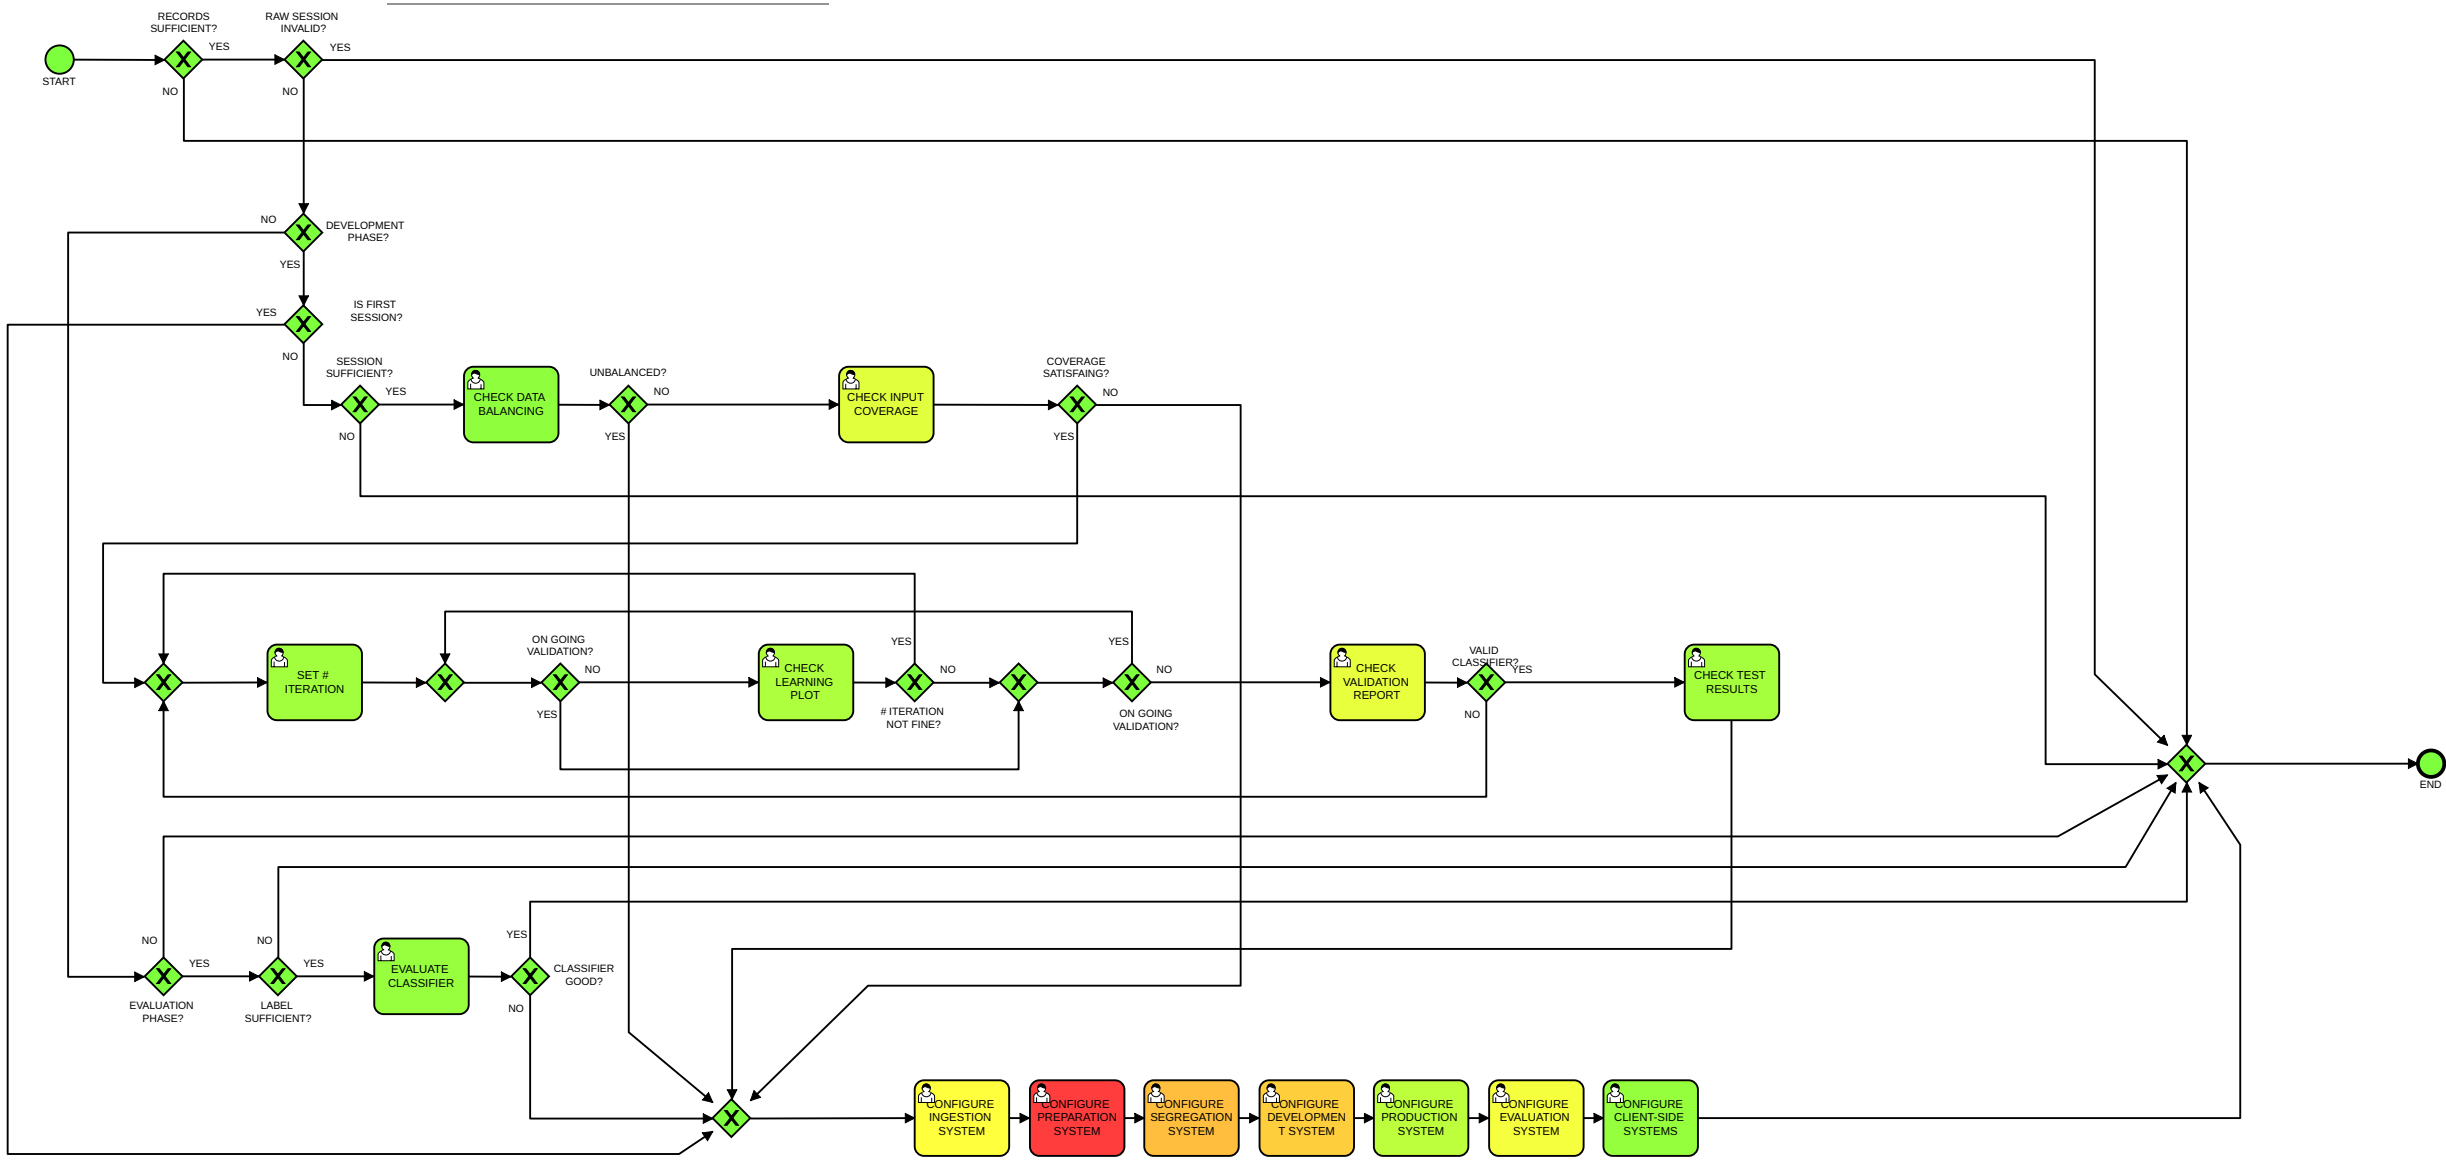 RECORDS
SUFFICIENT?
RAW SESSION
INVALID?
YES
YES
START
NO
NO
NO
DEVELOPMENT
PHASE?
YES
IS FIRST
SESSION?
YES
NO
SESSION
SUFFICIENT?
YES
NO
CHECK DATA
BALANCING
UNBALANCED?
NO
YES
CHECK INPUT
COVERAGE
COVERAGE
SATISFAING?
NO
YES
SET #
ITERATION
ON GOING
VALIDATION?
NO
YES
CHECK
LEARNING
PLOT
YES
NO
# ITERATION
NOT FINE?
YES
NO
ON GOING
VALIDATION?
CHECK
VALIDATION
REPORT
VALID
CLASSIFIER?
YES
NO
CHECK TEST
RESULTS
END
NO
YES
EVALUATION
PHASE?
NO
YES
LABEL
SUFFICIENT?
EVALUATE
CLASSIFIER
YES
CLASSIFIER
GOOD?
NO
CONFIGURE
INGESTION
SYSTEM
CONFIGURE
PREPARATION
SYSTEM
CONFIGURE
SEGREGATION
SYSTEM
CONFIGURE
DEVELOPMEN
T SYSTEM
CONFIGURE
PRODUCTION
SYSTEM
CONFIGURE
EVALUATION
SYSTEM
CONFIGURE
CLIENT-SIDE
SYSTEMS